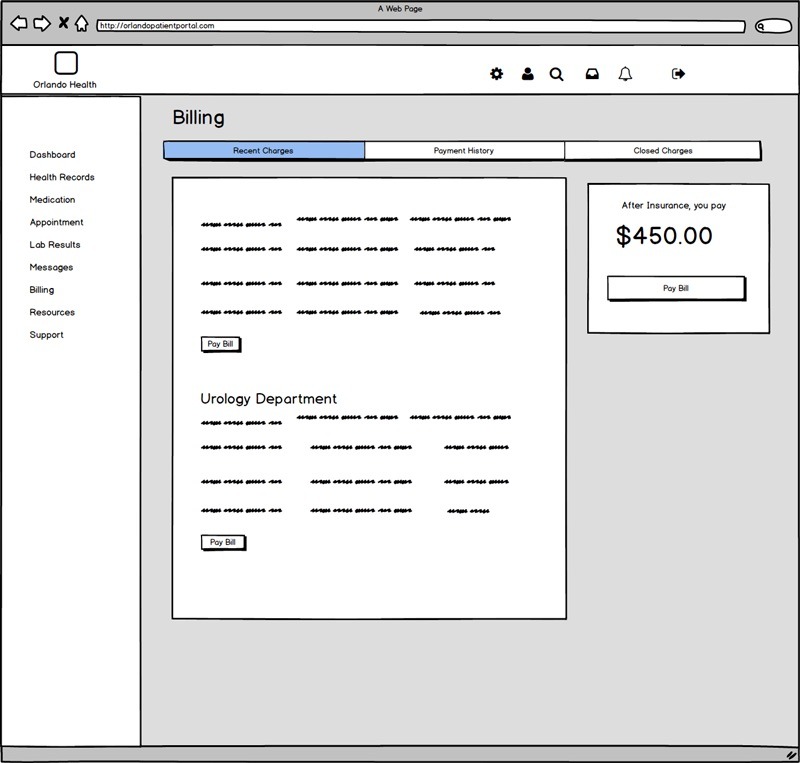 A Web Page
http://orlandopatientportal.com
Orlando Health
Dashboard
Health Records
Medication
Appointment
Lab Results
Messages
Billing
Resources
Support
Billing
Recent Charges
Payment History
Closed Charges
Pay Bill
Urology Department
Pay Bill
After Insurance, you pay
$450.00
Pay Bill